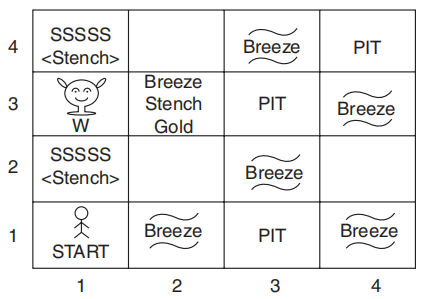 4
SSSSS
<Stench>
Breeze
PIT
3
W
Breeze
Stench
Gold
PIT
Breeze
2
SSSSS
<Stench>
Breeze
1
START
Breeze
PIT
Breeze
1 2 3 4